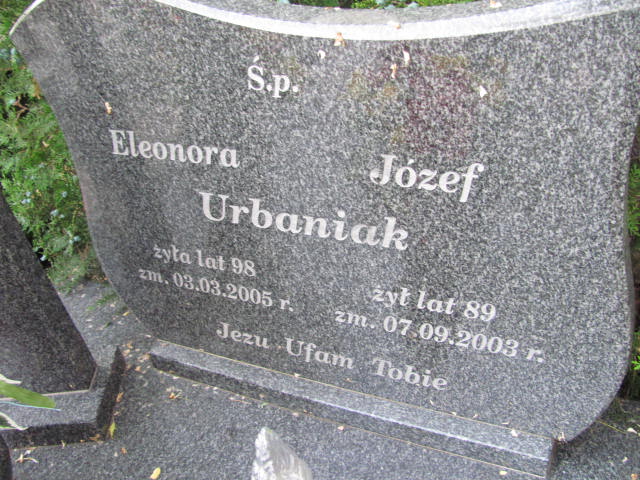 Ś.p.
Eleonora Józef
Urbaniak
żyła lat 98 żył lat 89
zm. 03.03.2005 r. zm. 07.09.2003 r.
Jezu Ufam Tobie